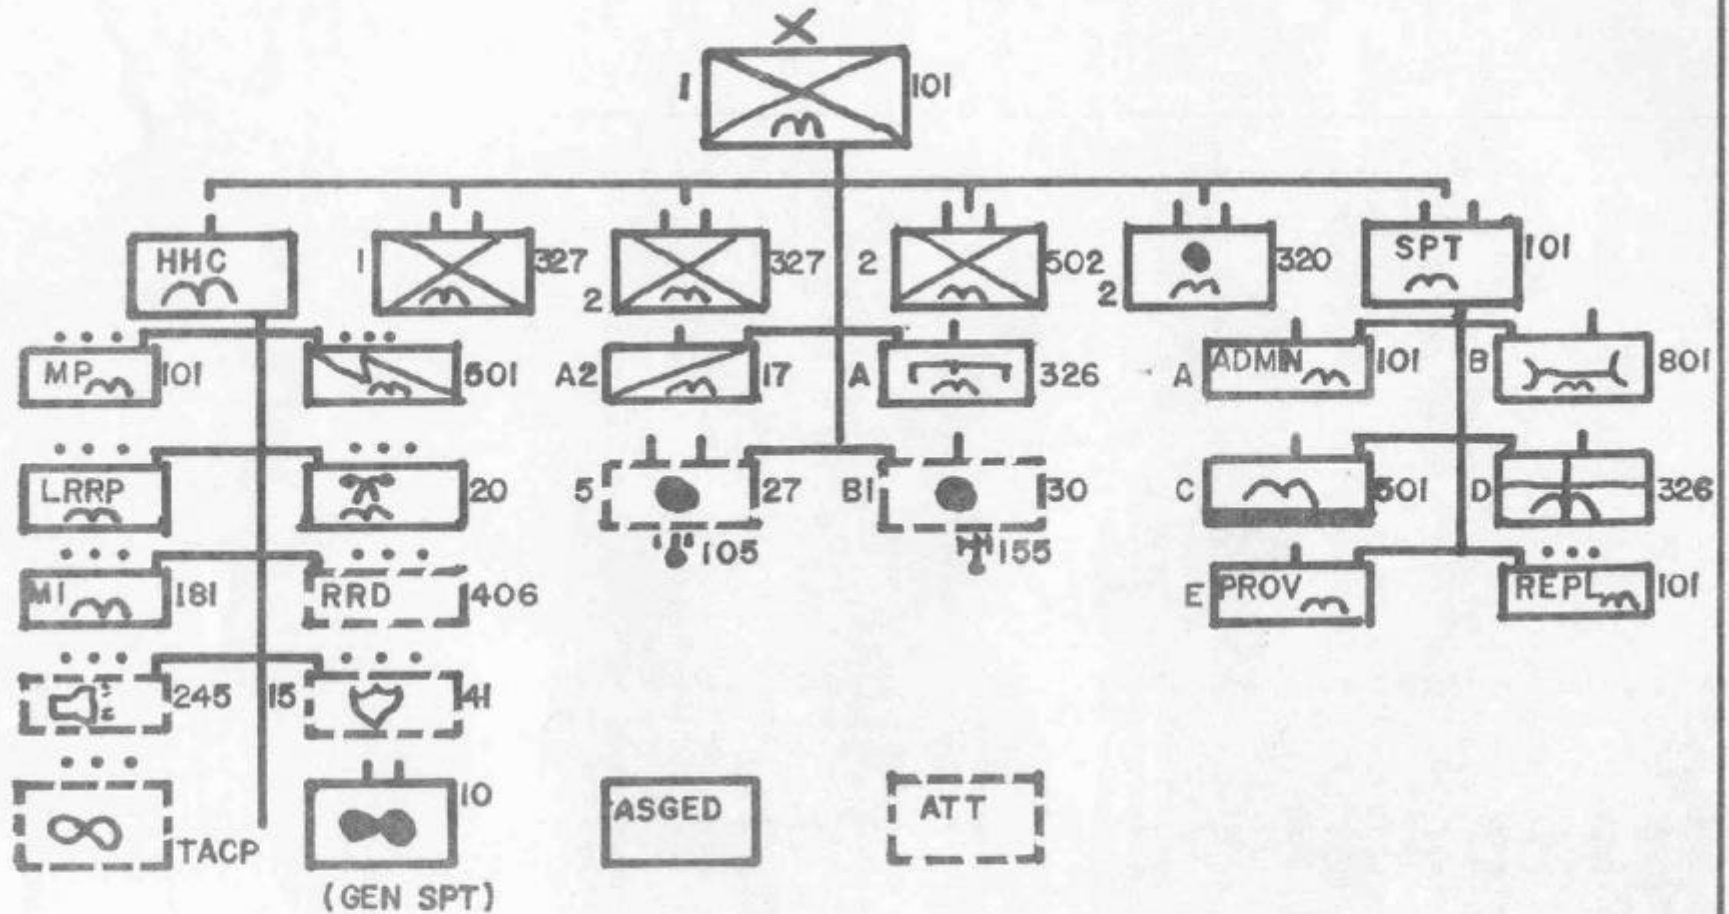 1 101
HHC
1 327
2 327
2 502
2 320
SPT 101
MP 101
501
A2 17
A 326
A ADMN 101
B 801
LRRP
20
5 27
105
B1 30
155
C 501
D 326
MI 181
RRD 406
E PROV
REPL 101
245
15 41
TACP
10
(GEN SPT)
ASGED
ATT